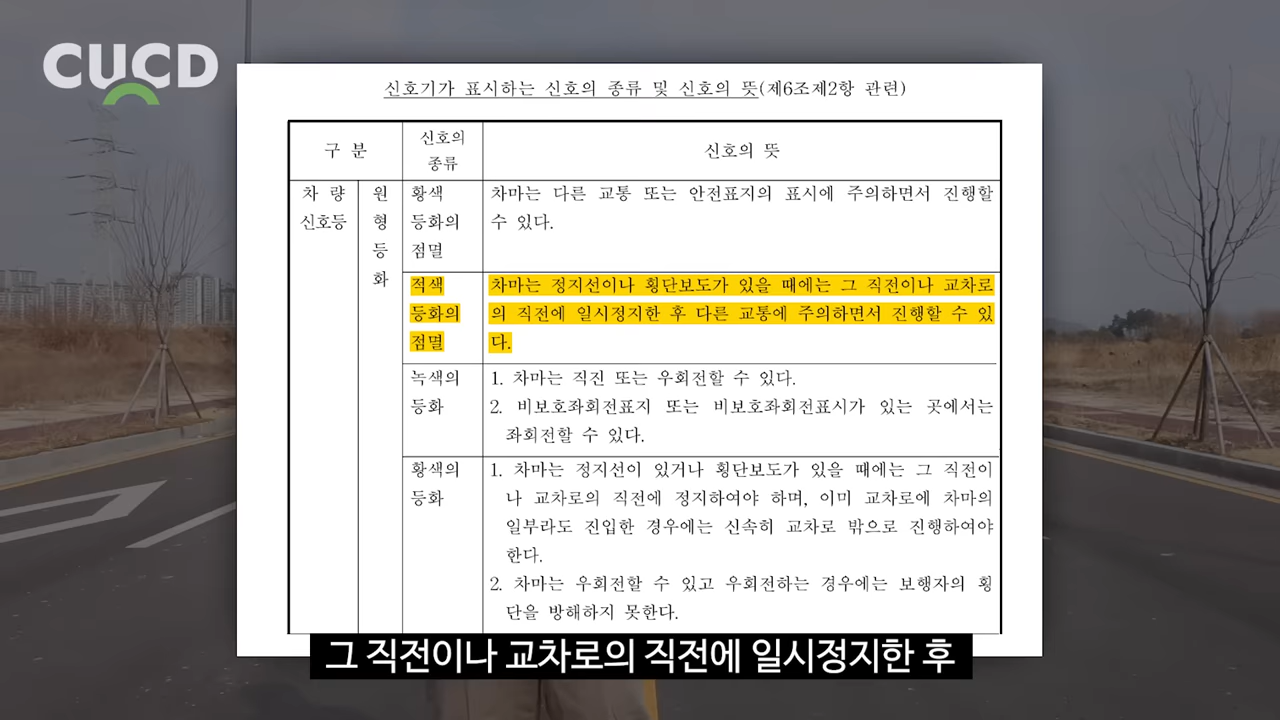 CUCD
신호기가 표시하는 신호의 종류 및 신호의 뜻(제6조제2항 관련)
구 분
신호의
종류
신호의 뜻
차 량
신호등
원
형
등
화
황색
등화의
점멸
차마는 다른 교통 또는 안전표지의 표시에 주의하면서 진행할
수 있다.
적색
등화의
점멸
차마는 정지선이나 횡단보도가 있을 때에는 그 직전이나 교차로
의 직전에 일시정지한 후 다른 교통에 주의하면서 진행할 수 있
다.
녹색의
등화
1. 차마는 직진 또는 우회전할 수 있다.
2. 비보호좌회전표지 또는 비보호좌회전표시가 있는 곳에서는
좌회전할 수 있다.
황색의
등화
1. 차마는 정지선이 있거나 횡단보도가 있을 때에는 그 직전이
나 교차로의 직전에 정지하여야 하며, 이미 교차로에 차마의
일부라도 진입한 경우에는 신속히 교차로 밖으로 진행하여야
한다.
2. 차마는 우회전할 수 있고 우회전하는 경우에는 보행자의 횡
단을 방해하지 못한다.
그 직전이나 교차로의 직전에 일시정지한 후